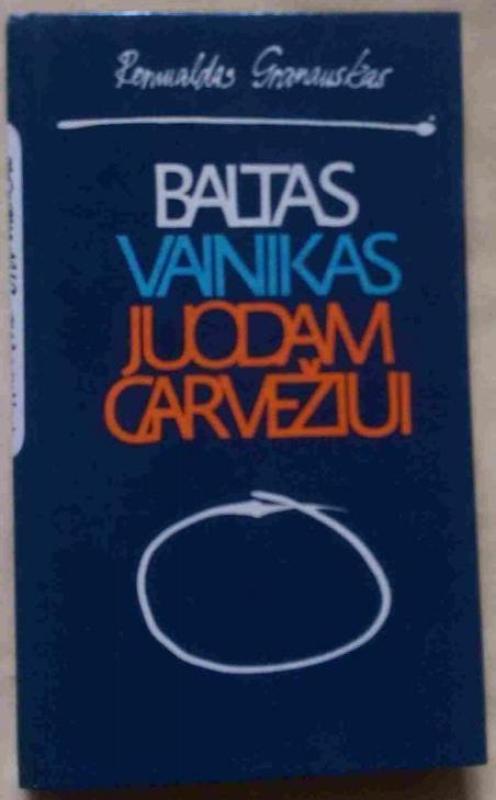 Romualdas Granauskas
BALTAS
VAINIKAS
JUODAM
GARVEŽIUI